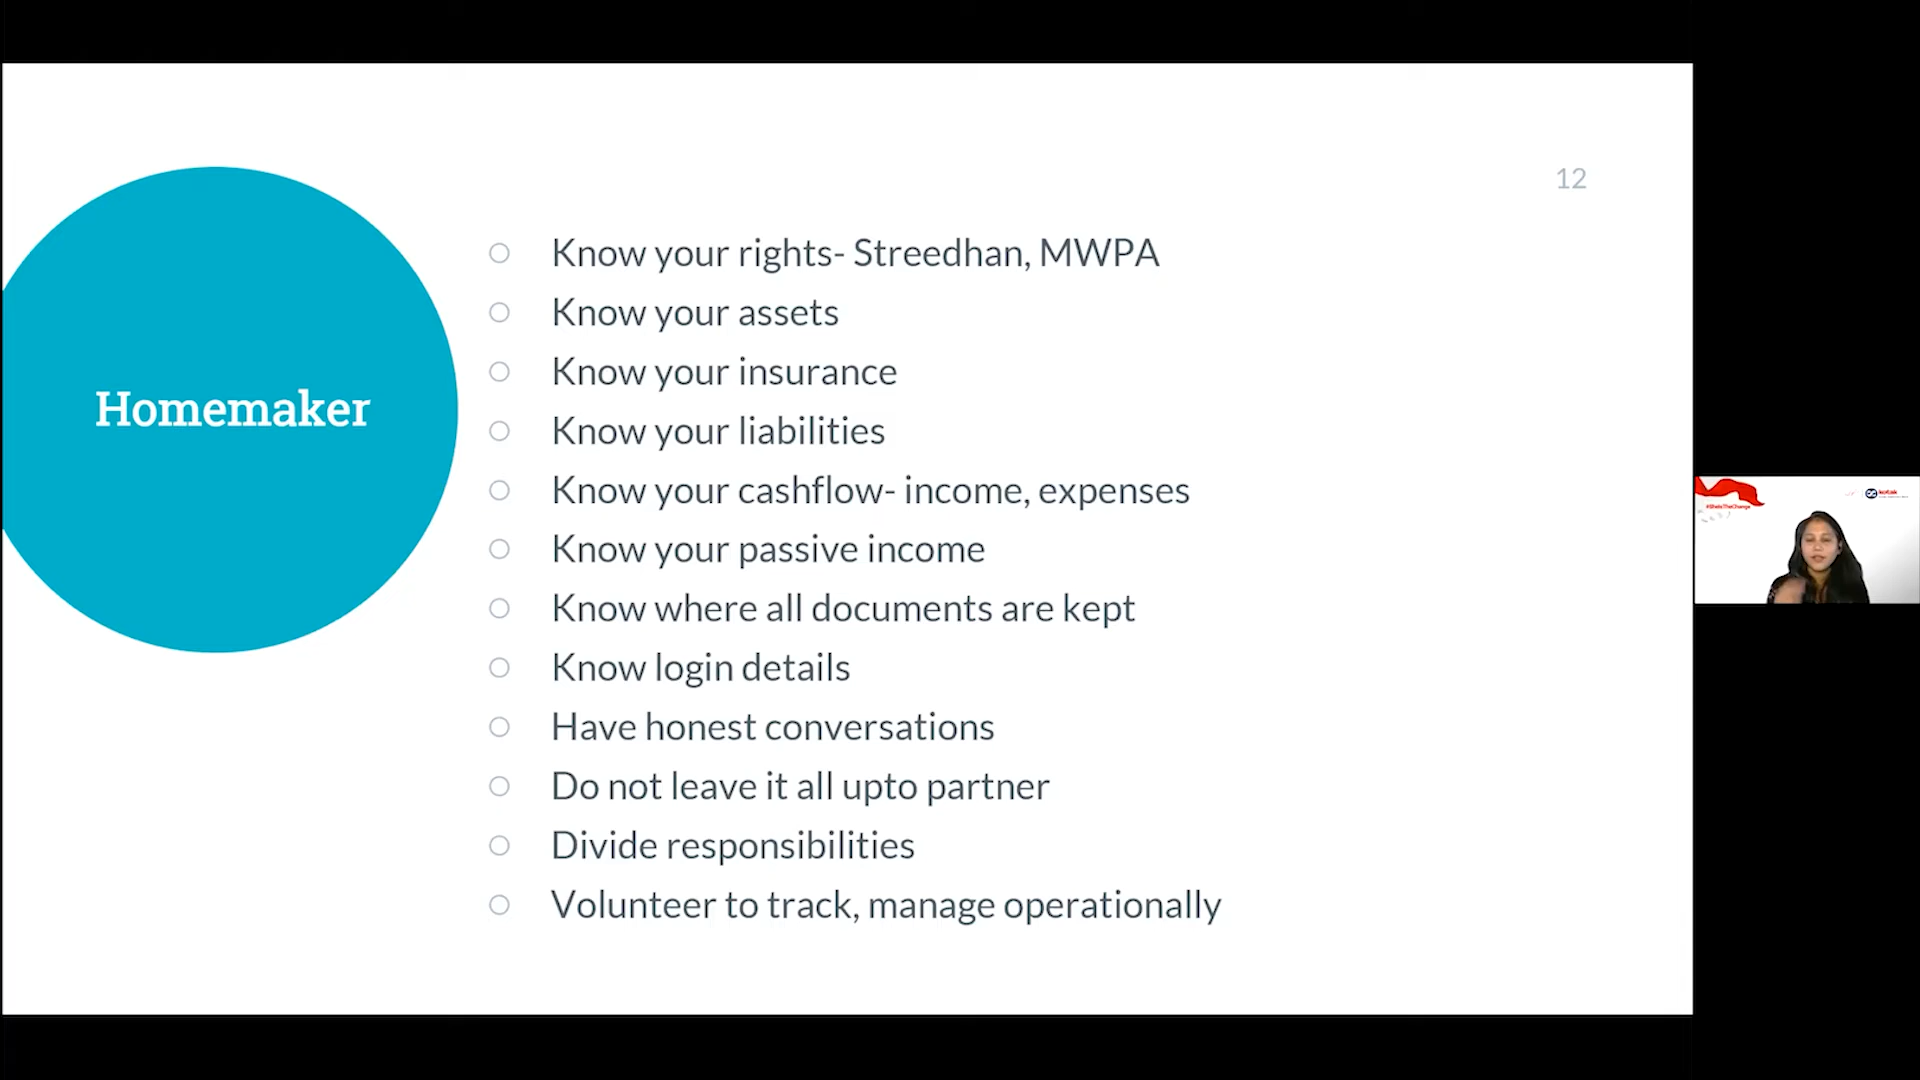 12
Homemaker
Know your rights- Streedhan, MWPA
Know your assets
Know your insurance
Know your liabilities
Know your cashflow- income, expenses
Know your passive income
Know where all documents are kept
Know login details
Have honest conversations
Do not leave it all upto partner
Divide responsibilities
Volunteer to track, manage operationally
kotak